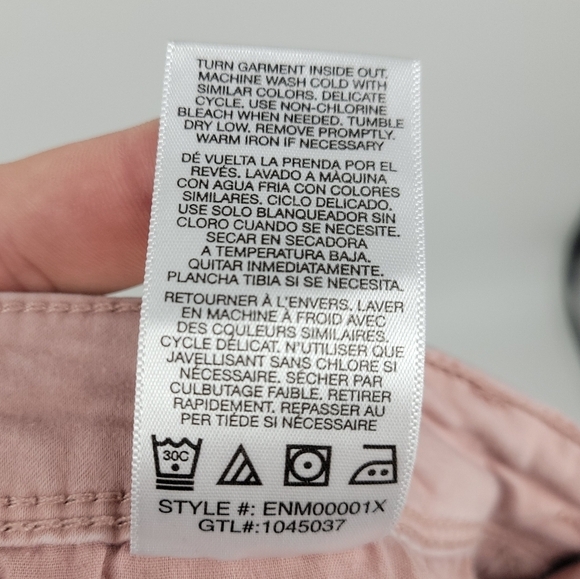 TURN GARMENT INSIDE OUT.
MACHINE WASH COLD WITH
SIMILAR COLORS. DELICATE
CYCLE, USE NON-CHLORINE
BLEACH WHEN NEEDED. TUMBLE
DRY LOW. REMOVE PROMPTLY.
WARM IRON IF NECESSARY
DÉ VUELTA LA PRENDA POR EL
REVÉS. LAVADO A MÀQUINA
CON AGUA FRIA CON COLORES
SIMILARES. CICLO DELICADO.
USE SOLO BLANQUEADOR SIN
CLORO CUANDO SE NECESITE.
SECAR EN SECADORA
A TEMPERATURA BAJA.
QUITAR INMEDIATAMENTE.
PLANCHA TIBIA SI SE NECESITA.
RETOURNER À L'ENVERS. LAVER
EN MACHINE À FROID AVEC
DES COULEURS SIMILAIRES.
CYCLE DÉLICAT. N'UTILISER QUE
JAVELLISANT SANS CHLORE SI
NÉCESSAIRE. SÉCHER PAR
CULBUTAGE FAIBLE. RETIRER
RAPIDEMENT. REPASSER AU
PER TIÉDE SI NÉCESSAIRE
30C
STYLE #: ENM00001X
GTL#:1045037